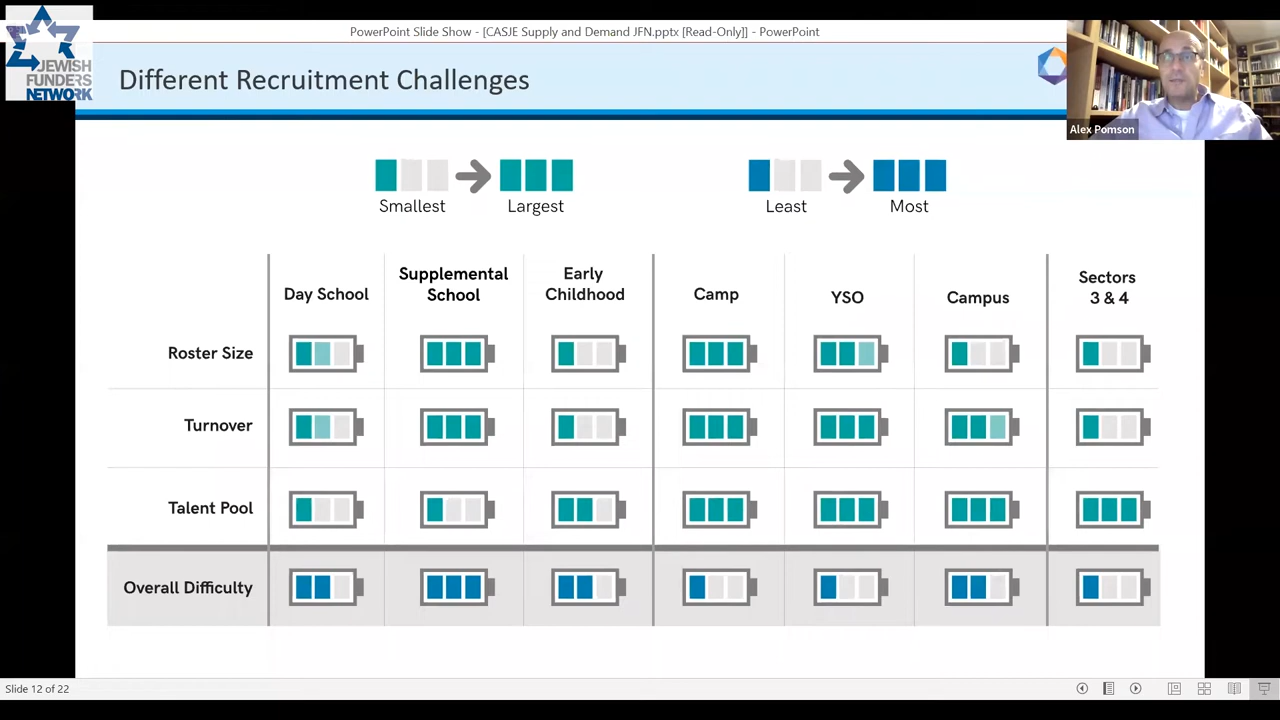 PowerPoint Slide Show - [CASJE Supply and Demand JFN.pptx [Read-Only]] - PowerPoint
JEWISH
FUNDERS
NETWORK
Different Recruitment Challenges
Alex Pomson
Smallest
Largest
Least
Most
Day School
Supplemental
School
Early
Childhood
Camp
YSO
Campus
Sectors
3 & 4
Roster Size
Turnover
Talent Pool
Overall Difficulty
Slide 12 of 22